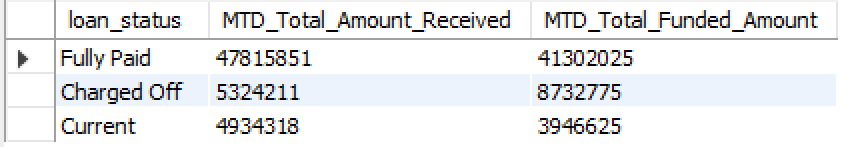 loan_status MTD_Total_Amount_Received MTD_Total_Funded_Amount
Fully Paid 47815851 41302025
Charged Off 5324211 8732775
Current 4934318 3946625